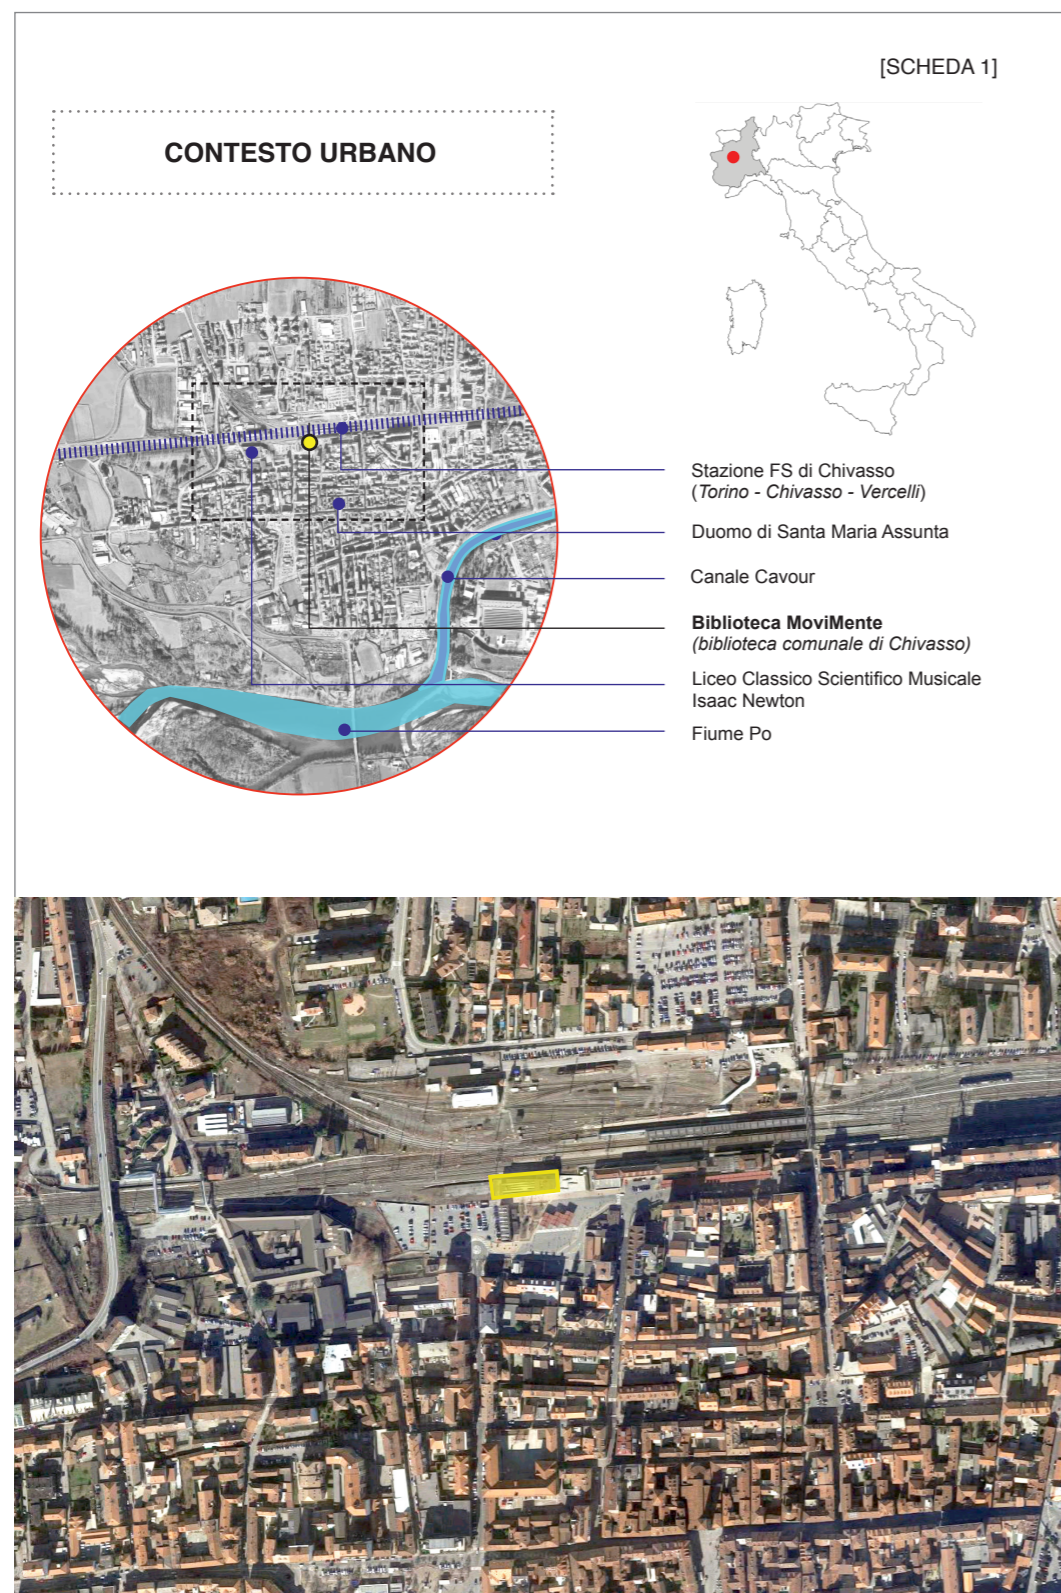 [SCHEDA 1]
CONTESTO URBANO
Stazione FS di Chivasso
(Torino - Chivasso - Vercelli)
Duomo di Santa Maria Assunta
Canale Cavour
Biblioteca MoviMente
(biblioteca comunale di Chivasso)
Liceo Classico Scientifico Musicale
Isaac Newton
Fiume Po